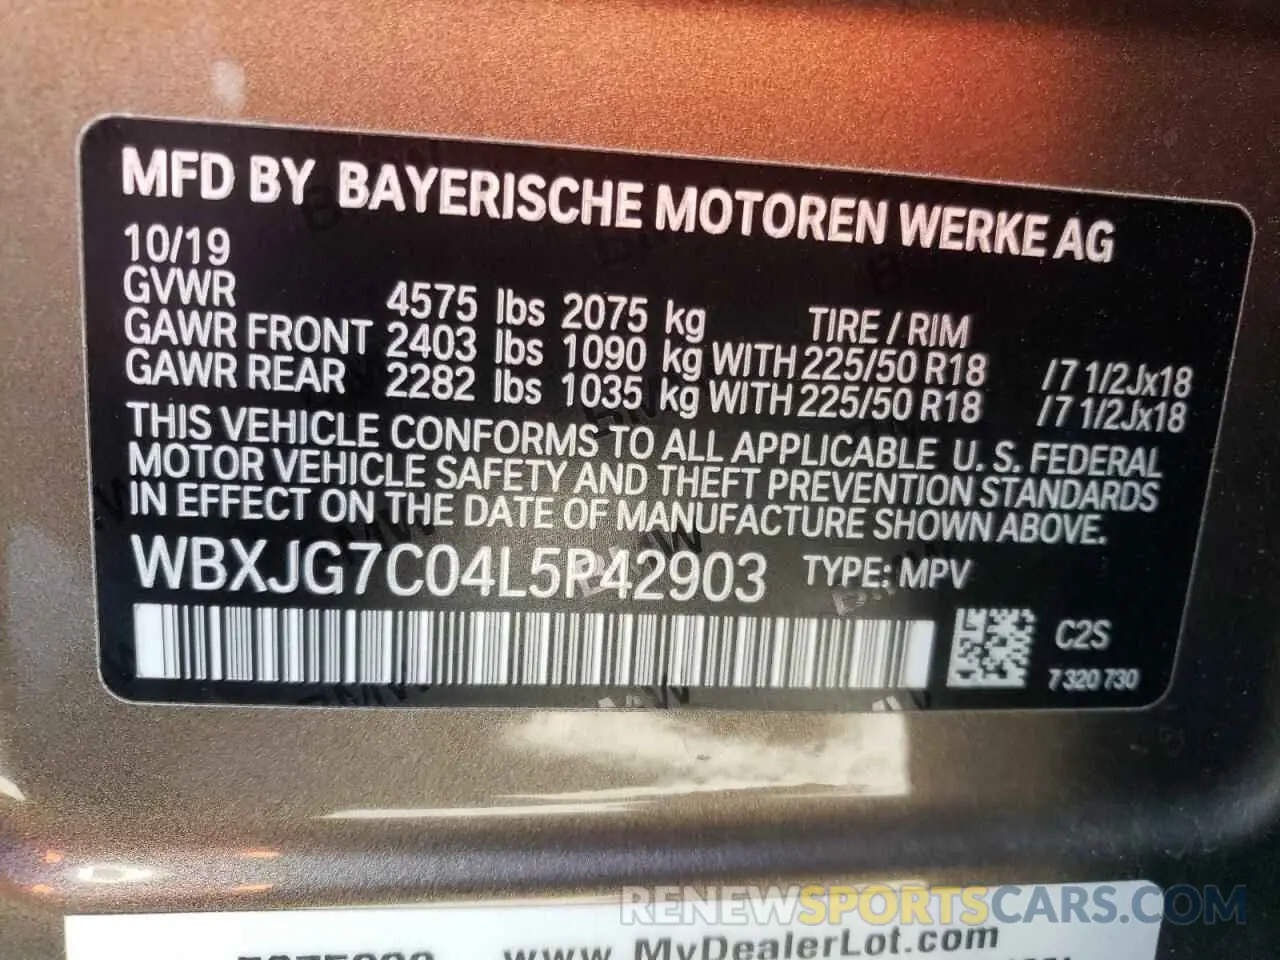 MFD BY BAYERISCHE MOTOREN WERKE AG
10/19
GVWR 4575 lbs 2075 kg TIRE / RIM
GAWR FRONT 2403 lbs 1090 kg WITH 225/50 R18 / 7 1/2Jx18
GAWR REAR 2282 lbs 1035 kg WITH 225/50 R18 / 7 1/2Jx18
THIS VEHICLE CONFORMS TO ALL APPLICABLE U. S. FEDERAL
MOTOR VEHICLE SAFETY AND THEFT PREVENTION STANDARDS
IN EFFECT ON THE DATE OF MANUFACTURE SHOWN ABOVE.
WBXJG7C04L5P42903 TYPE: MPV
C2S
7 320 730
RENEWSPORTSCARS.COM
www.MyDealerLot.com